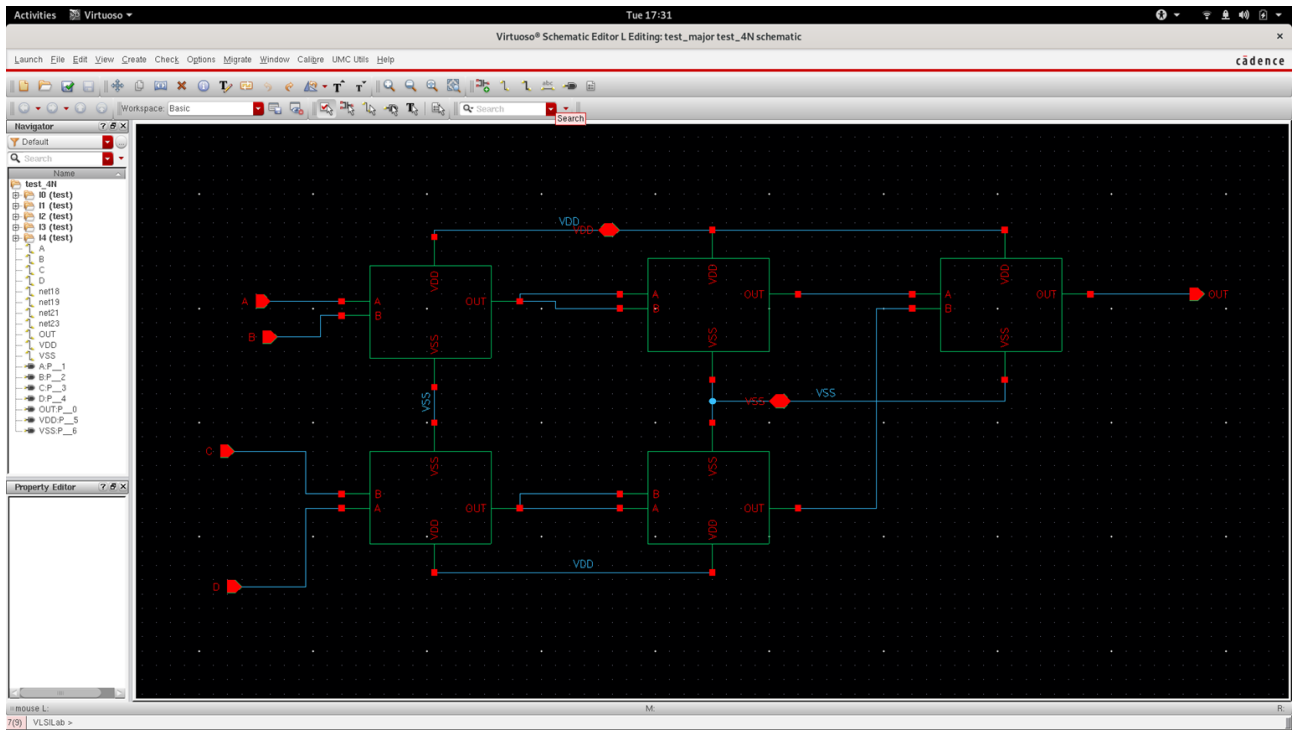 Activities Virtuoso Tue 17:31
Virtuoso® Schematic Editor L Editing: test_major test_4N schematic ×
Launch File Edit View Create Check Options Migrate Window Calibre UMC Utils Help cādence
Workspace: Basic Search
Search
Navigator ? ×
Default
Search
Name
test_4N
I0 (test)
I1 (test)
I2 (test)
I3 (test)
I4 (test)
A
B
C
D
net18
net19
net21
net23
OUT
VDD
VSS
A:P__1
B:P__2
C:P__3
D:P__4
OUT:P__0
VDD:P__5
VSS:P__6
Property Editor ? ×
VDD
VDD
VDD VDD VDD
A A OUT A OUT A OUT OUT
B B B B
VSS VSS VSS
VSS VSS VSS
C VSS VSS
B OUT B OUT
A A
VDD VDD
VDD
D
mouse L: M: R:
7(9) VLSILab >